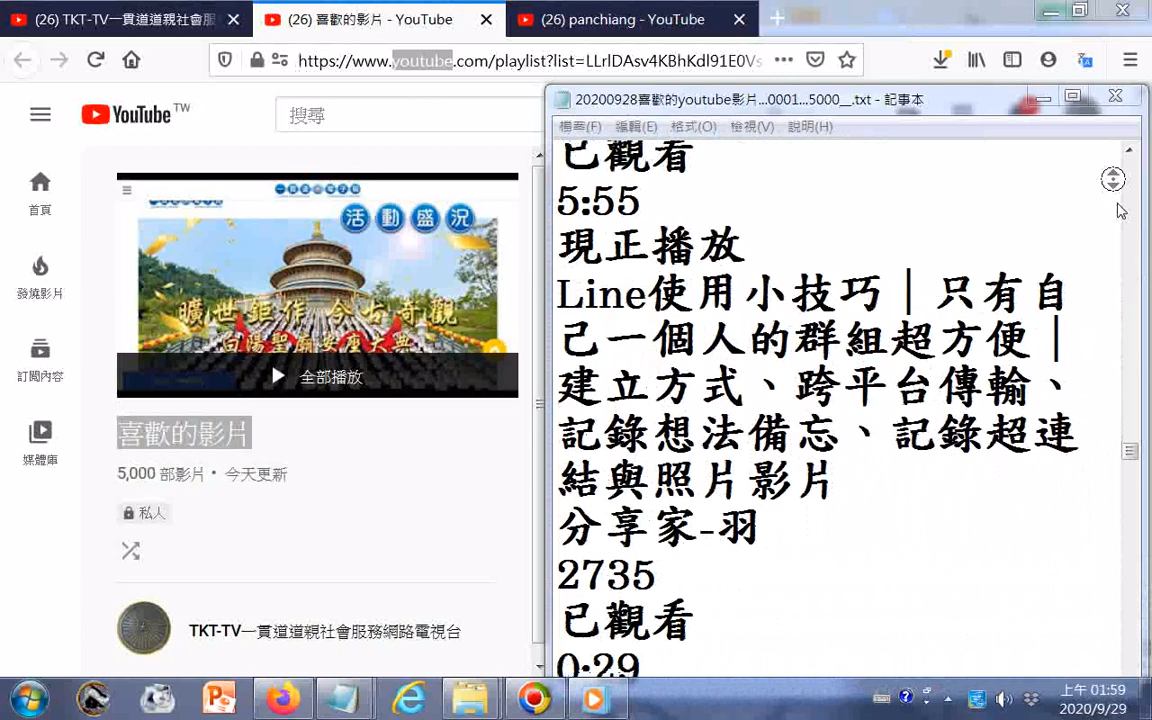 (26) TKT-TV一貫道道親社會服
(26) 喜歡的影片 - YouTube
(26) panchiang - YouTube
https://www.youtube.com/playlist?list=LLrlDAsv4KBhKdl91E0Vs
YouTube TW
搜尋
首頁
發燒影片
訂閱內容
媒體庫
活動盛況
曠世鉅作 今古奇觀
白陽聖廟安座大典
全部播放
喜歡的影片
5,000 部影片・今天更新
私人
TKT-TV一貫道道親社會服務網路電視台
20200928喜歡的youtube影片...0001...5000__.txt - 記事本
檔案(F) 編輯(E) 格式(O) 檢視(V) 說明(H)
已觀看
5:55
現正播放
Line使用小技巧｜只有自
己一個人的群組超方便｜
建立方式、跨平台傳輸、
記錄想法備忘、記錄超連
結與照片影片
分享家-羽
2735
已觀看
0:29
上午 01:59
2020/9/29